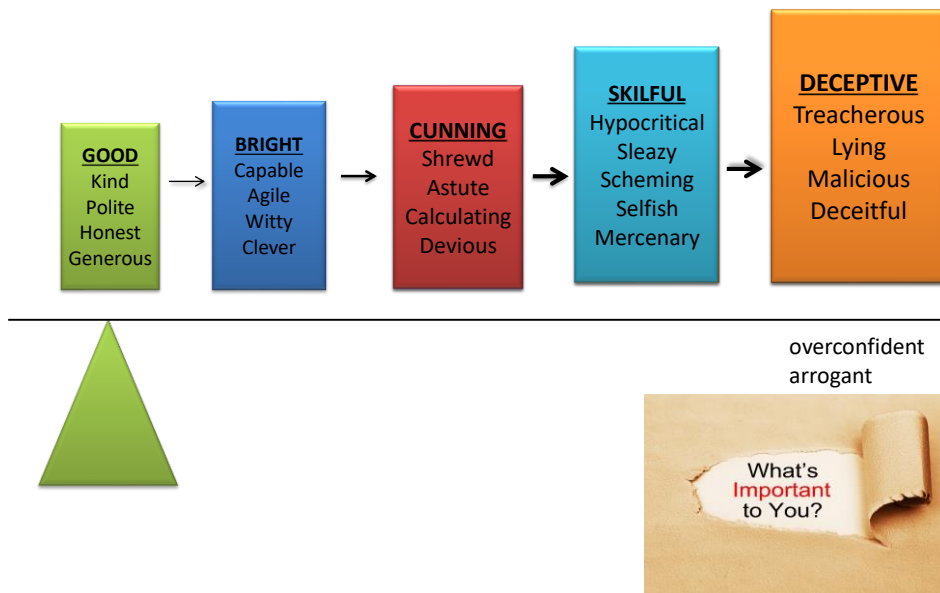 GOOD
Kind
Polite
Honest
Generous
BRIGHT
Capable
Agile
Witty
Clever
CUNNING
Shrewd
Astute
Calculating
Devious
SKILFUL
Hypocritical
Sleazy
Scheming
Selfish
Mercenary
DECEPTIVE
Treacherous
Lying
Malicious
Deceitful
overconfident
arrogant
What's
Important
to You?